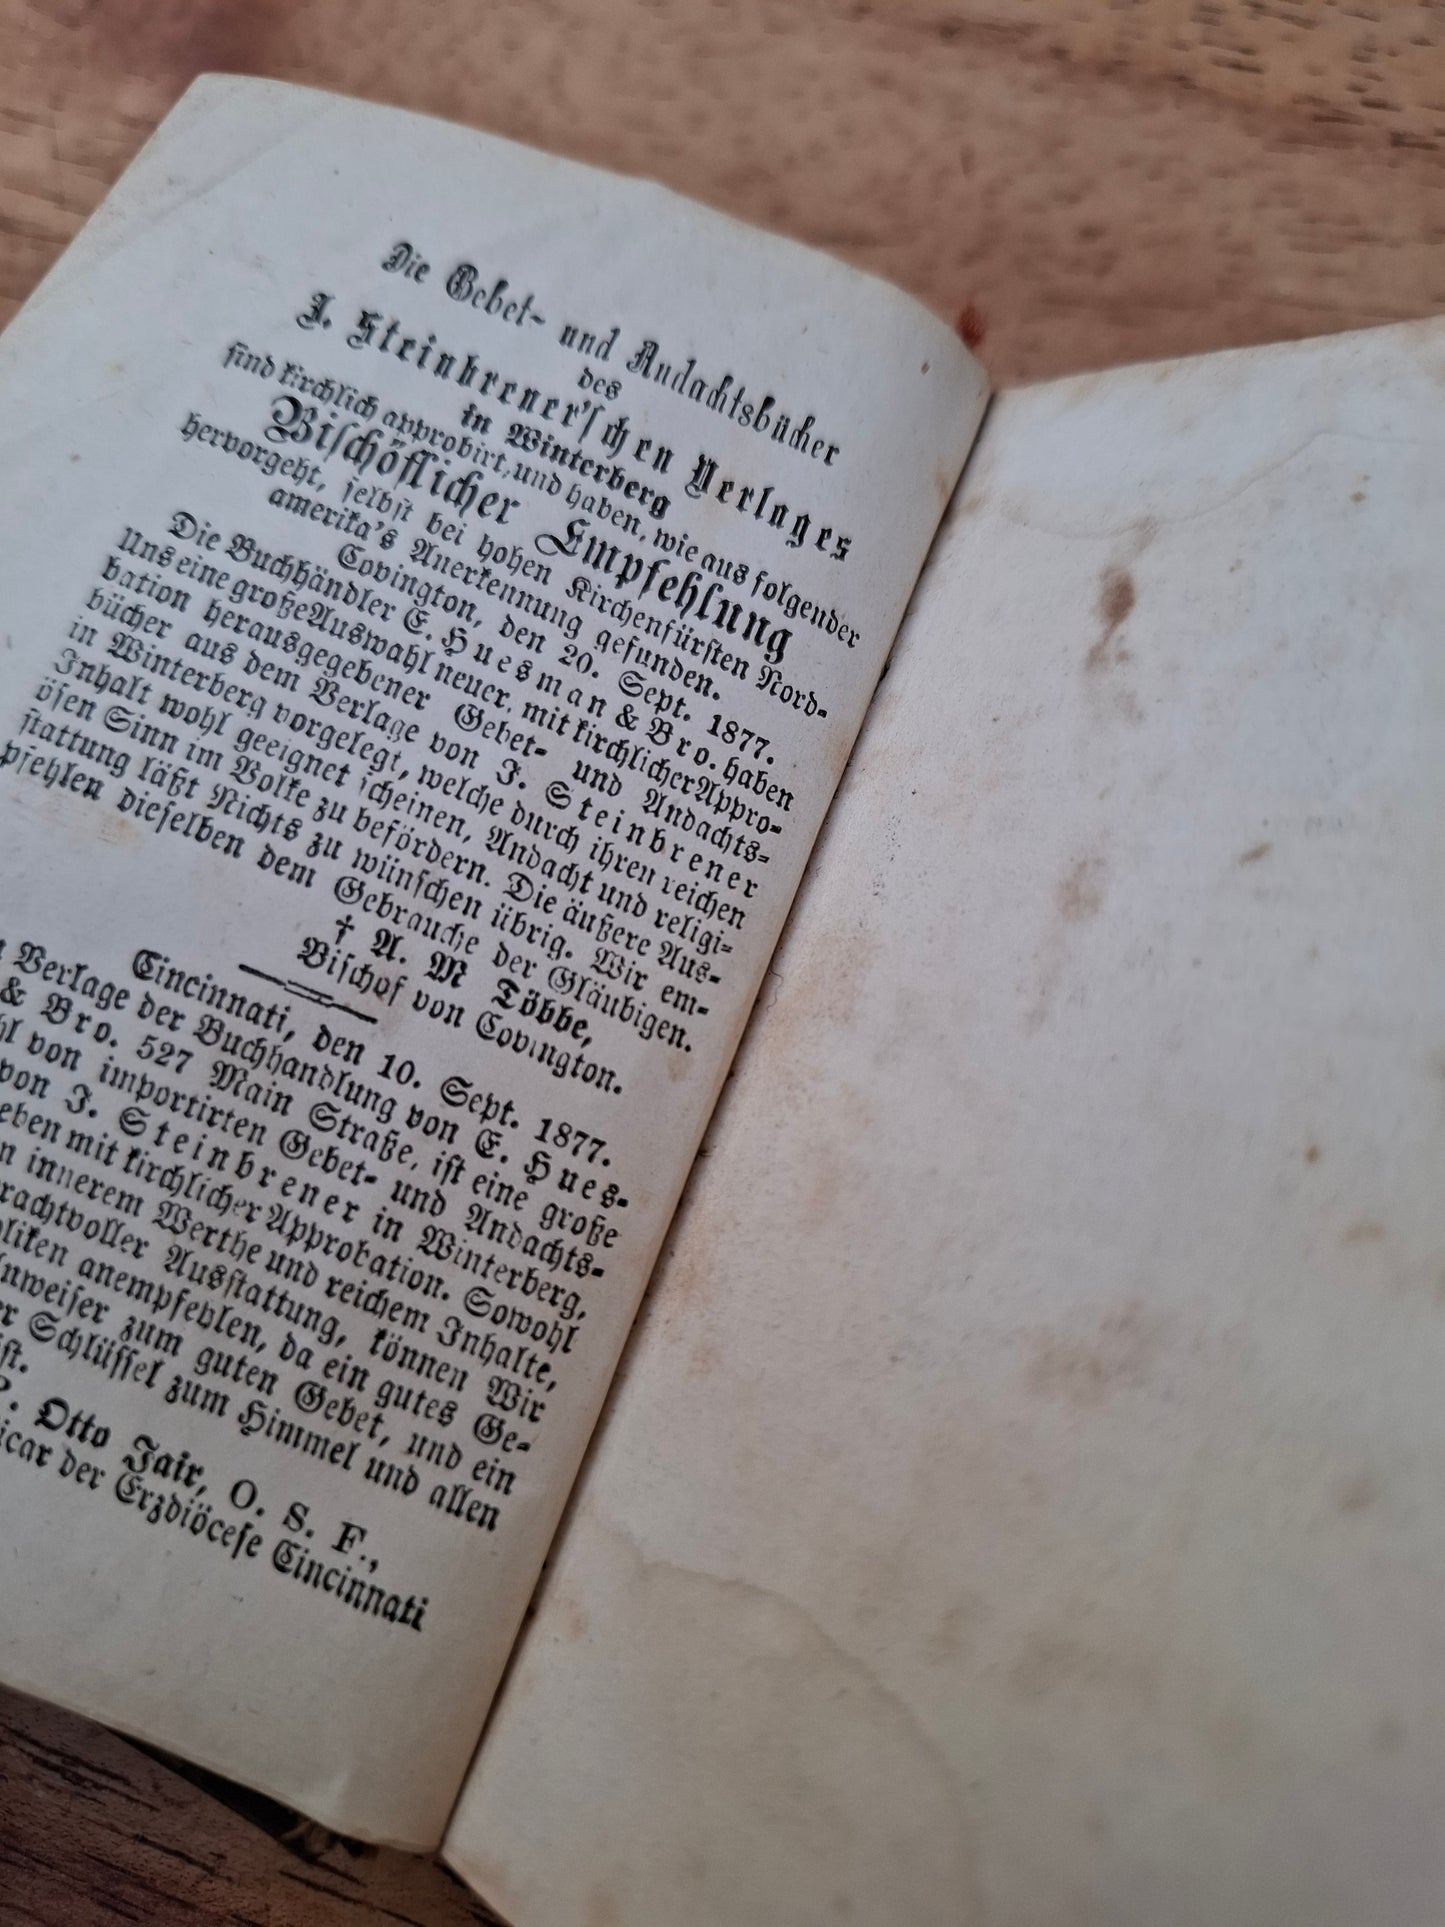 Die Gebet- und Andachtsbücher
des
J. Steinbrener'schen Verlages
in Winterberg
sind kirchlich approbirt, und haben, wie aus folgender
Bischöflicher Empfehlung
hervorgeht, selbst bei hohen Kirchenfürsten Nord-
amerika's Anerkennung gefunden.
Covington, den 20. Sept. 1877.
Die Buchhändler E. Huesman & Bro. haben
Uns eine große Auswahl neuer, mit kirchlicher Appro-
bation herausgegebener Gebet- und Andachts-
bücher aus dem Verlage von J. Steinbrener
in Winterberg vorgelegt, welche durch ihren reichen
Inhalt wohl geeignet scheinen, Andacht und religi-
ösen Sinn im Volke zu befördern. Die äußere Aus-
stattung läßt Nichts zu wünschen übrig. Wir em-
pfehlen dieselben dem Gebrauche der Gläubigen.
† A. M Többe,
Bischof von Covington.
Cincinnati, den 10. Sept. 1877.
Verlage der Buchhandlung von E. Hues-
& Bro. 527 Main Straße, ist eine große
von importirten Gebet- und Andachts-
von J. Steinbrener in Winterberg,
mit kirchlicher Approbation. Sowohl
innerem Werthe und reichem Inhalte,
Ausstattung, können Wir
anempfehlen, da ein gutes Ge-
zum guten Gebet, und ein
Schlüssel zum Himmel und allen
Otto Jair, O. S. F.,
der Erzdiöcese Cincinnati